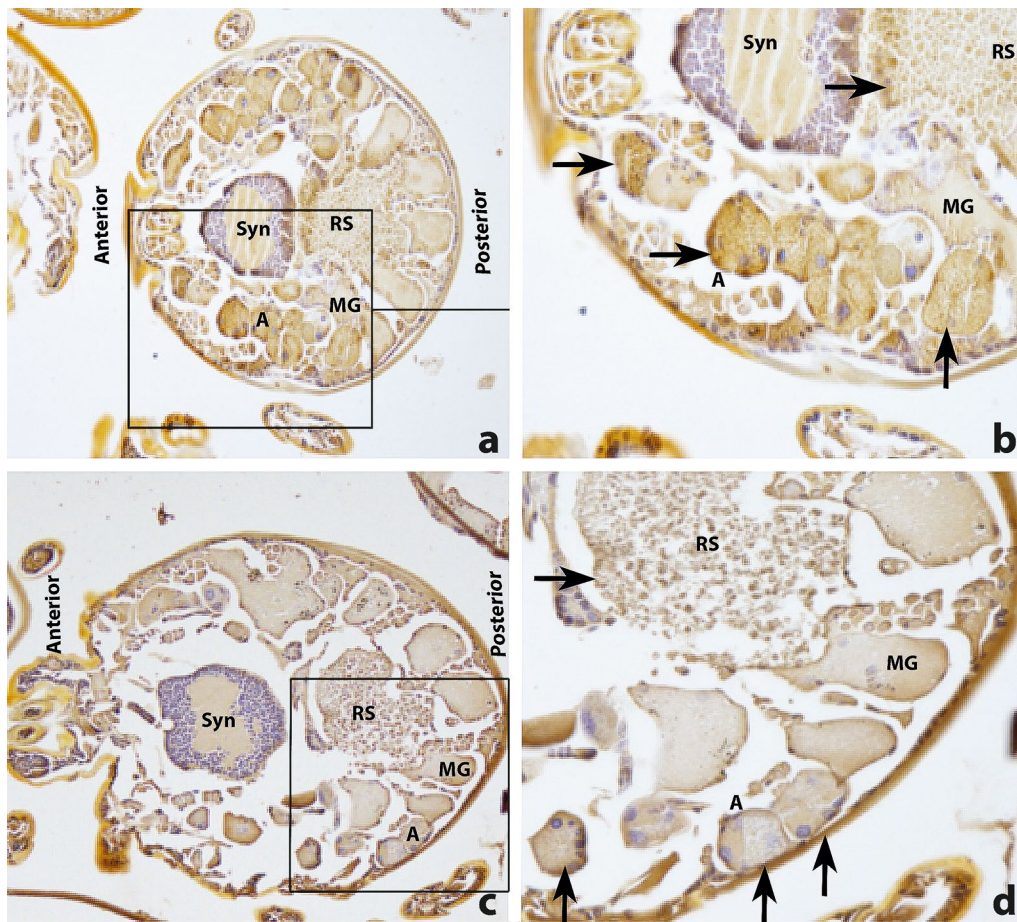 Anterior
Syn
RS
MG
A
Posterior
a
Syn
RS
MG
A
b
Anterior
Syn
RS
MG
A
Posterior
c
RS
MG
A
d